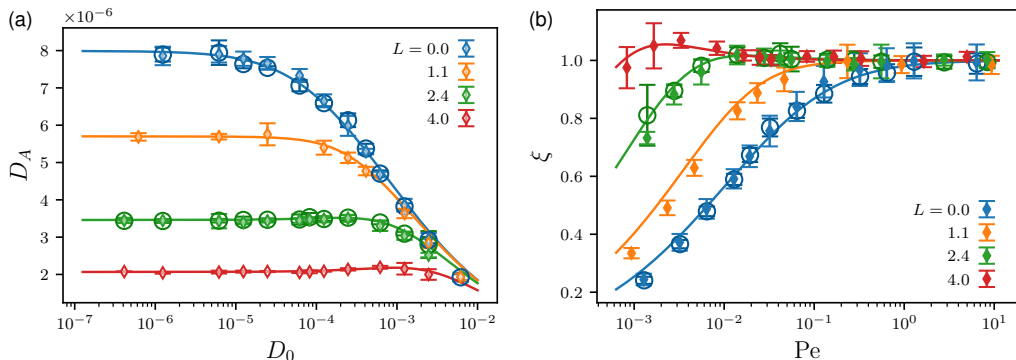 (a)
×10⁻⁶
8
7
6
5
4
3
2
D_A
L = 0.0
1.1
2.4
4.0
10⁻⁷ 10⁻⁶ 10⁻⁵ 10⁻⁴ 10⁻³ 10⁻²
D₀
(b)
1.0
0.8
0.6
0.4
0.2
ξ
L = 0.0
1.1
2.4
4.0
10⁻³ 10⁻² 10⁻¹ 10⁰ 10¹
Pe